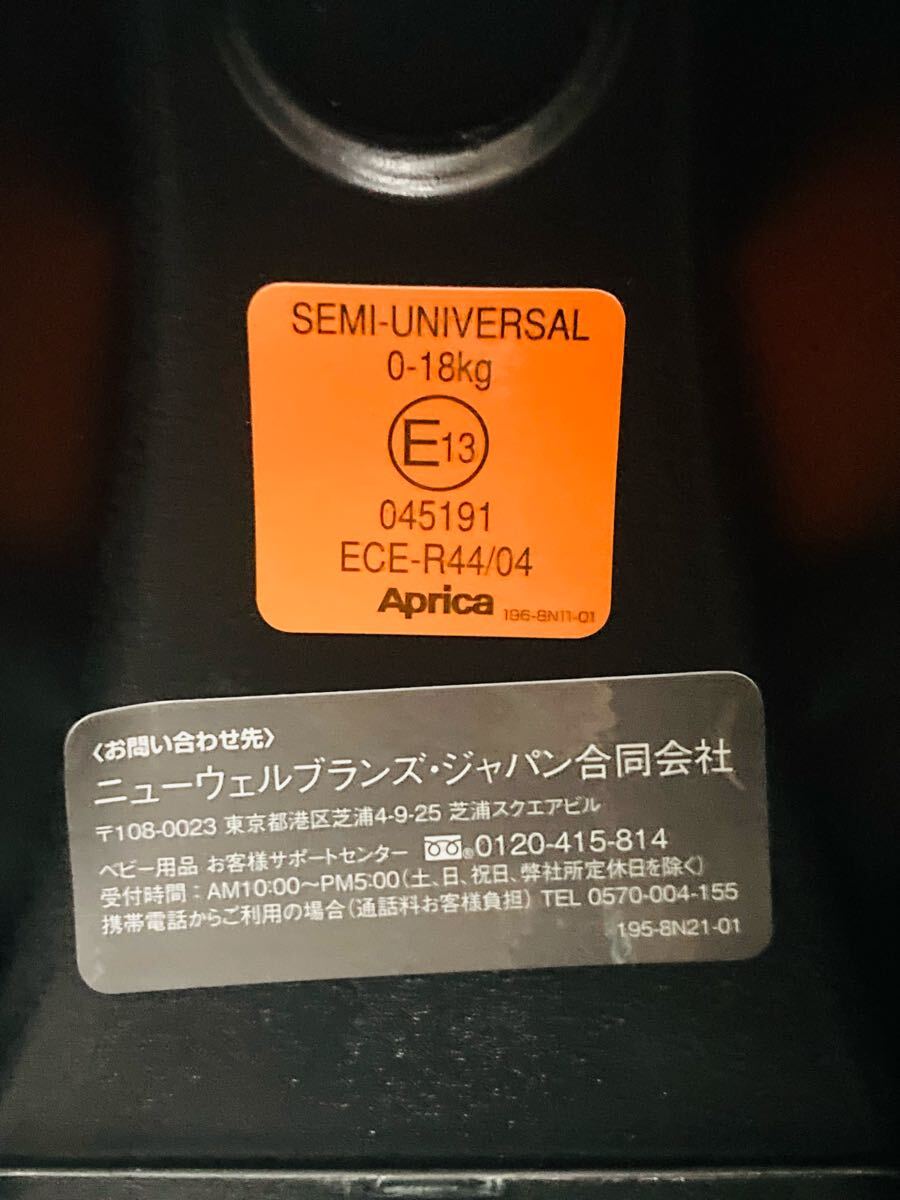 SEMI-UNIVERSAL
0-18kg
E13
045191
ECE-R44/04
Aprica 196-8N11-01
〈お問い合わせ先〉
ニューウェルブランズ・ジャパン合同会社
〒108-0023 東京都港区芝浦4-9-25 芝浦スクエアビル
ベビー用品 お客様サポートセンター ®0120-415-814
受付時間：AM10:00〜PM5:00（土、日、祝日、弊社所定休日を除く）
携帯電話からご利用の場合（通話料お客様負担） TEL 0570-004-155
195-8N21-01